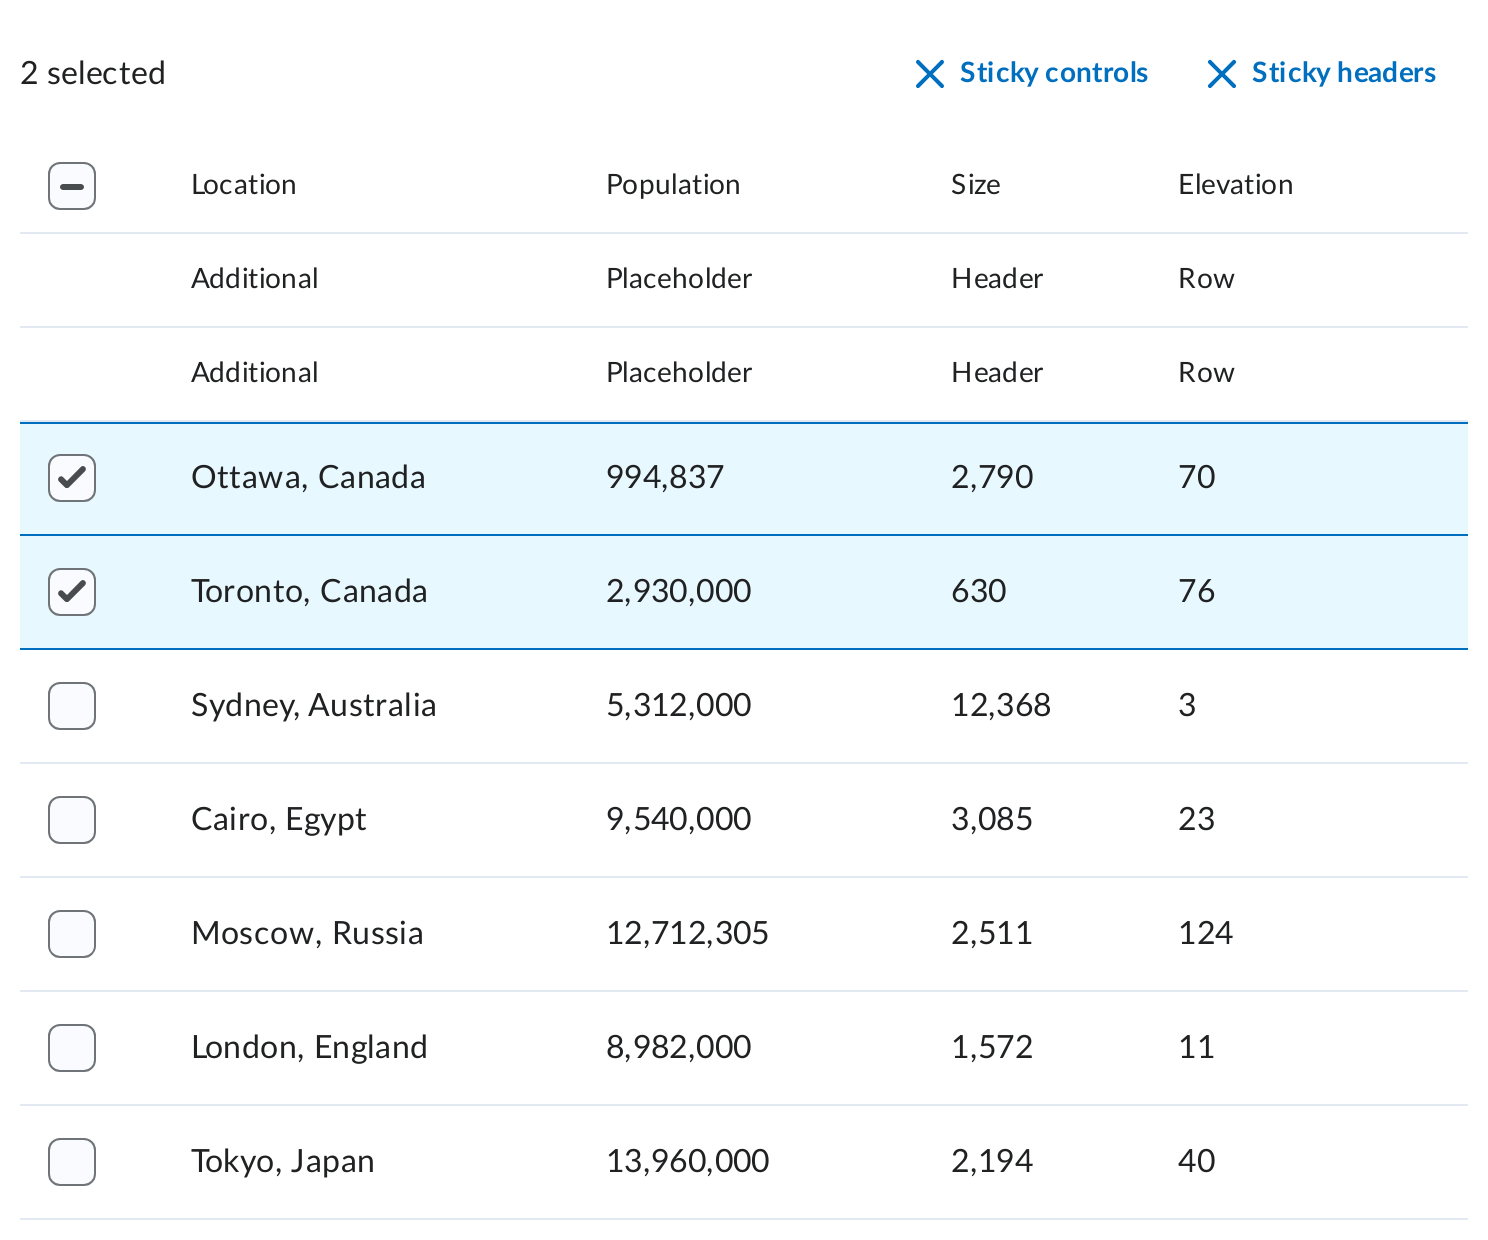 2 selected Sticky controls Sticky headers
Location Population Size Elevation
Additional Placeholder Header Row
Additional Placeholder Header Row
Ottawa, Canada 994,837 2,790 70
Toronto, Canada 2,930,000 630 76
Sydney, Australia 5,312,000 12,368 3
Cairo, Egypt 9,540,000 3,085 23
Moscow, Russia 12,712,305 2,511 124
London, England 8,982,000 1,572 11
Tokyo, Japan 13,960,000 2,194 40